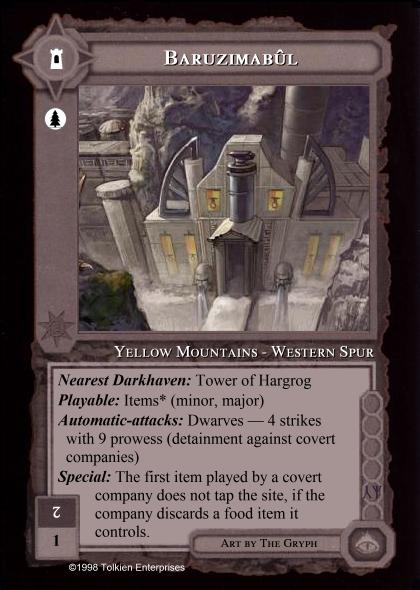 BARUZIMABÛL
YELLOW MOUNTAINS - WESTERN SPUR
Nearest Darkhaven: Tower of Hargrog
Playable: Items* (minor, major)
Automatic-attacks: Dwarves — 4 strikes
with 9 prowess (detainment against covert
companies)
Special: The first item played by a covert
company does not tap the site, if the
company discards a food item it
controls.
2
1
ART BY THE GRYPH
©1998 Tolkien Enterprises